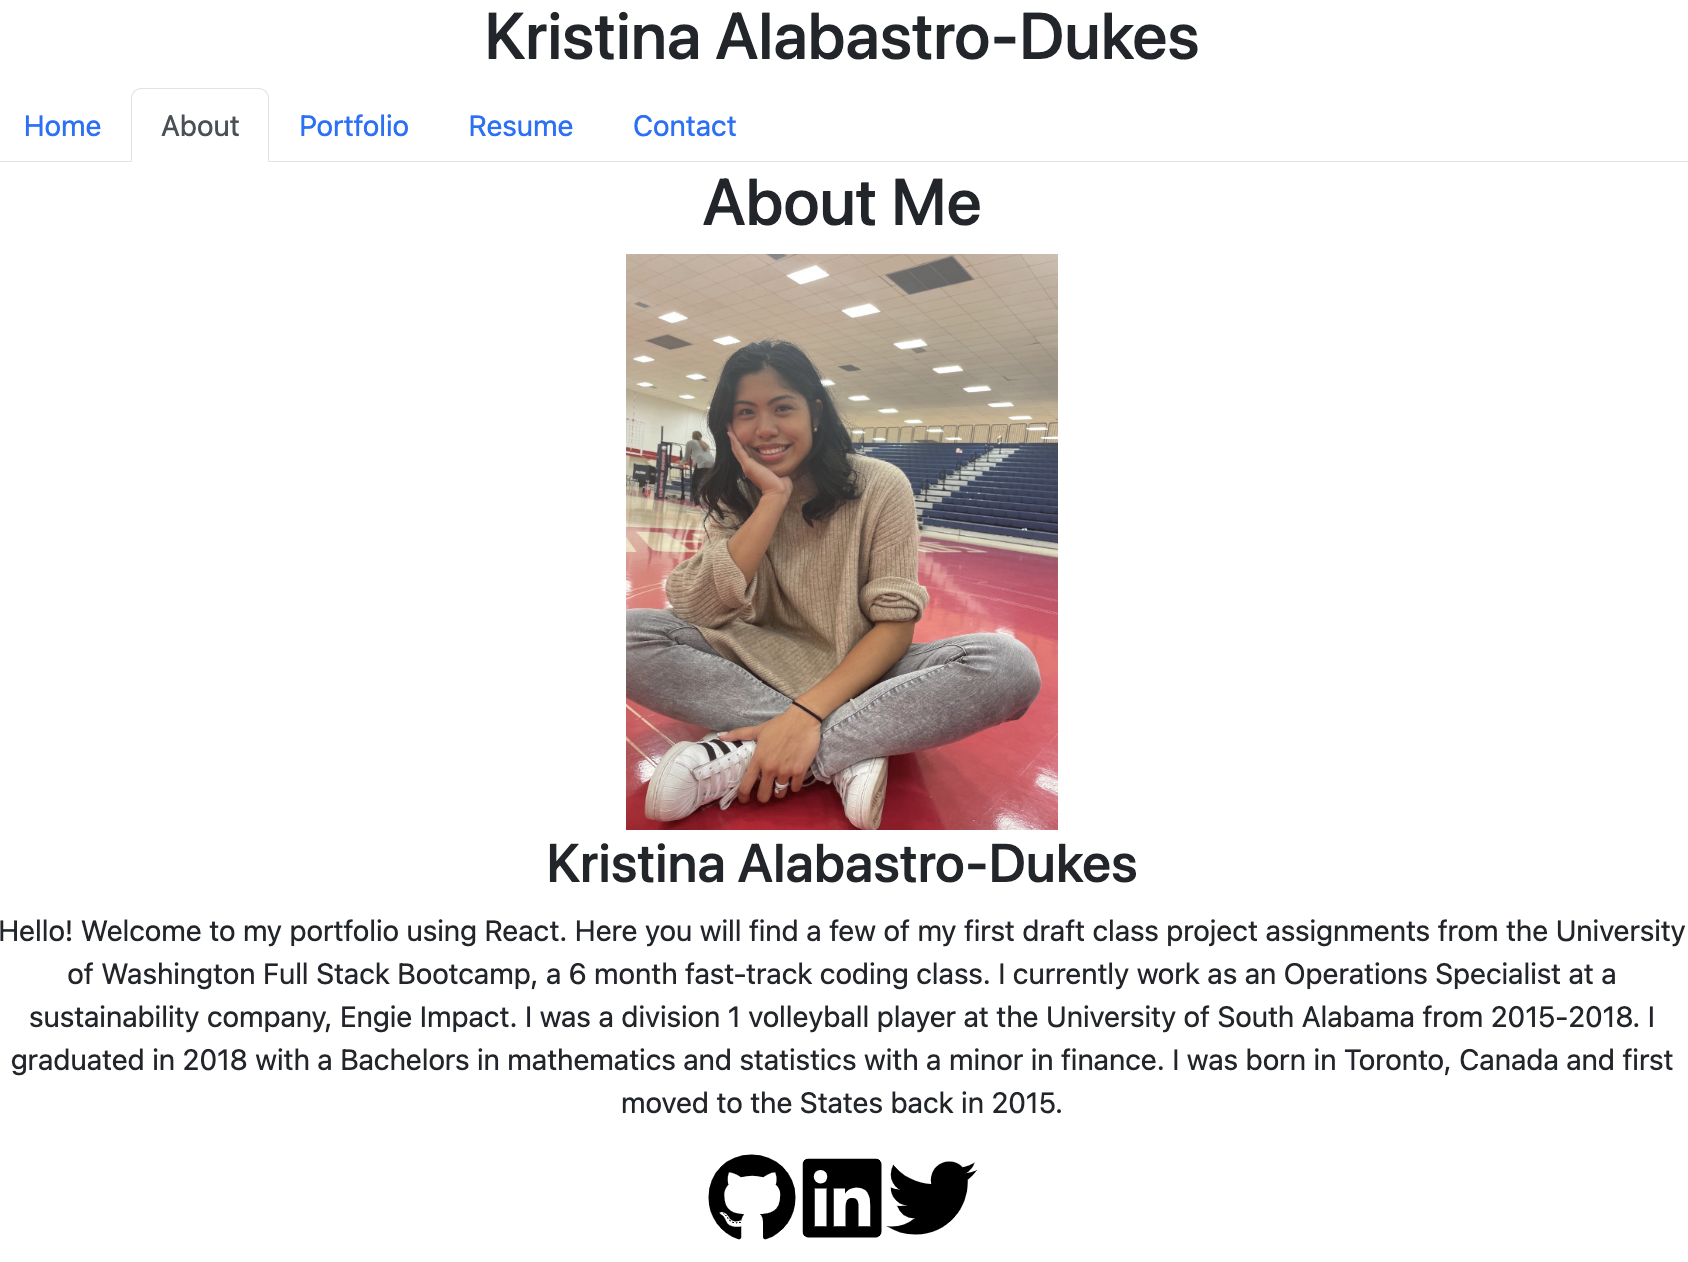 Kristina Alabastro-Dukes
Home About Portfolio Resume Contact
About Me
Kristina Alabastro-Dukes
Hello! Welcome to my portfolio using React. Here you will find a few of my first draft class project assignments from the University
of Washington Full Stack Bootcamp, a 6 month fast-track coding class. I currently work as an Operations Specialist at a
sustainability company, Engie Impact. I was a division 1 volleyball player at the University of South Alabama from 2015-2018. I
graduated in 2018 with a Bachelors in mathematics and statistics with a minor in finance. I was born in Toronto, Canada and first
moved to the States back in 2015.
in